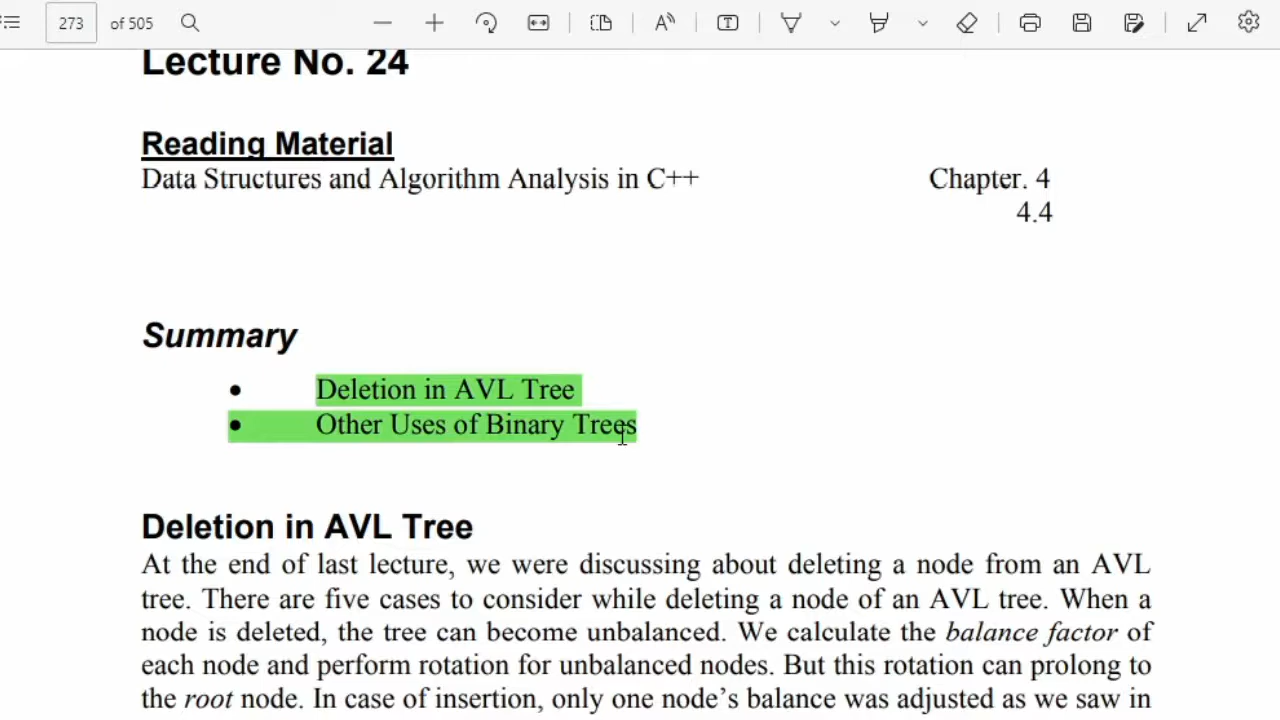 273 of 505
Lecture No. 24
Reading Material
Data Structures and Algorithm Analysis in C++ Chapter. 4
4.4
Summary
• Deletion in AVL Tree
• Other Uses of Binary Trees
Deletion in AVL Tree
At the end of last lecture, we were discussing about deleting a node from an AVL
tree. There are five cases to consider while deleting a node of an AVL tree. When a
node is deleted, the tree can become unbalanced. We calculate the balance factor of
each node and perform rotation for unbalanced nodes. But this rotation can prolong to
the root node. In case of insertion, only one node’s balance was adjusted as we saw in